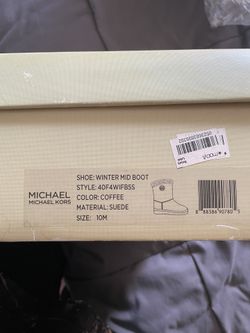 SHOE: WINTER MID BOOT
STYLE: 40F4WIFB5S
COLOR: COFFEE
MATERIAL: SUEDE
SIZE: 10M
MICHAEL
MICHAEL KORS